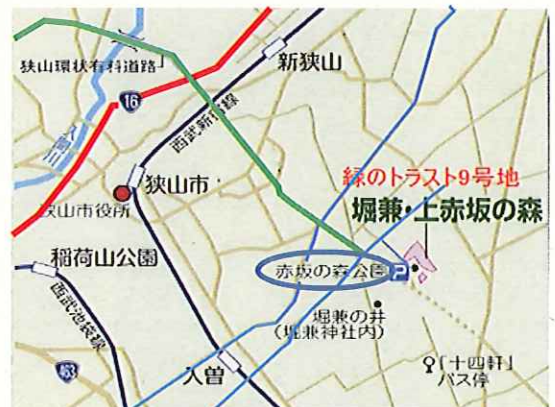 狭山環状有料道路
新狭山
16
西武新宿線
入間川
狭山市
狭山市役所
緑のトラスト9号地
堀兼・上赤坂の森
稲荷山公園
赤坂の森公園
P
西武池袋線
堀兼の井
(堀兼神社内)
463
入曽
「十四軒」
バス停